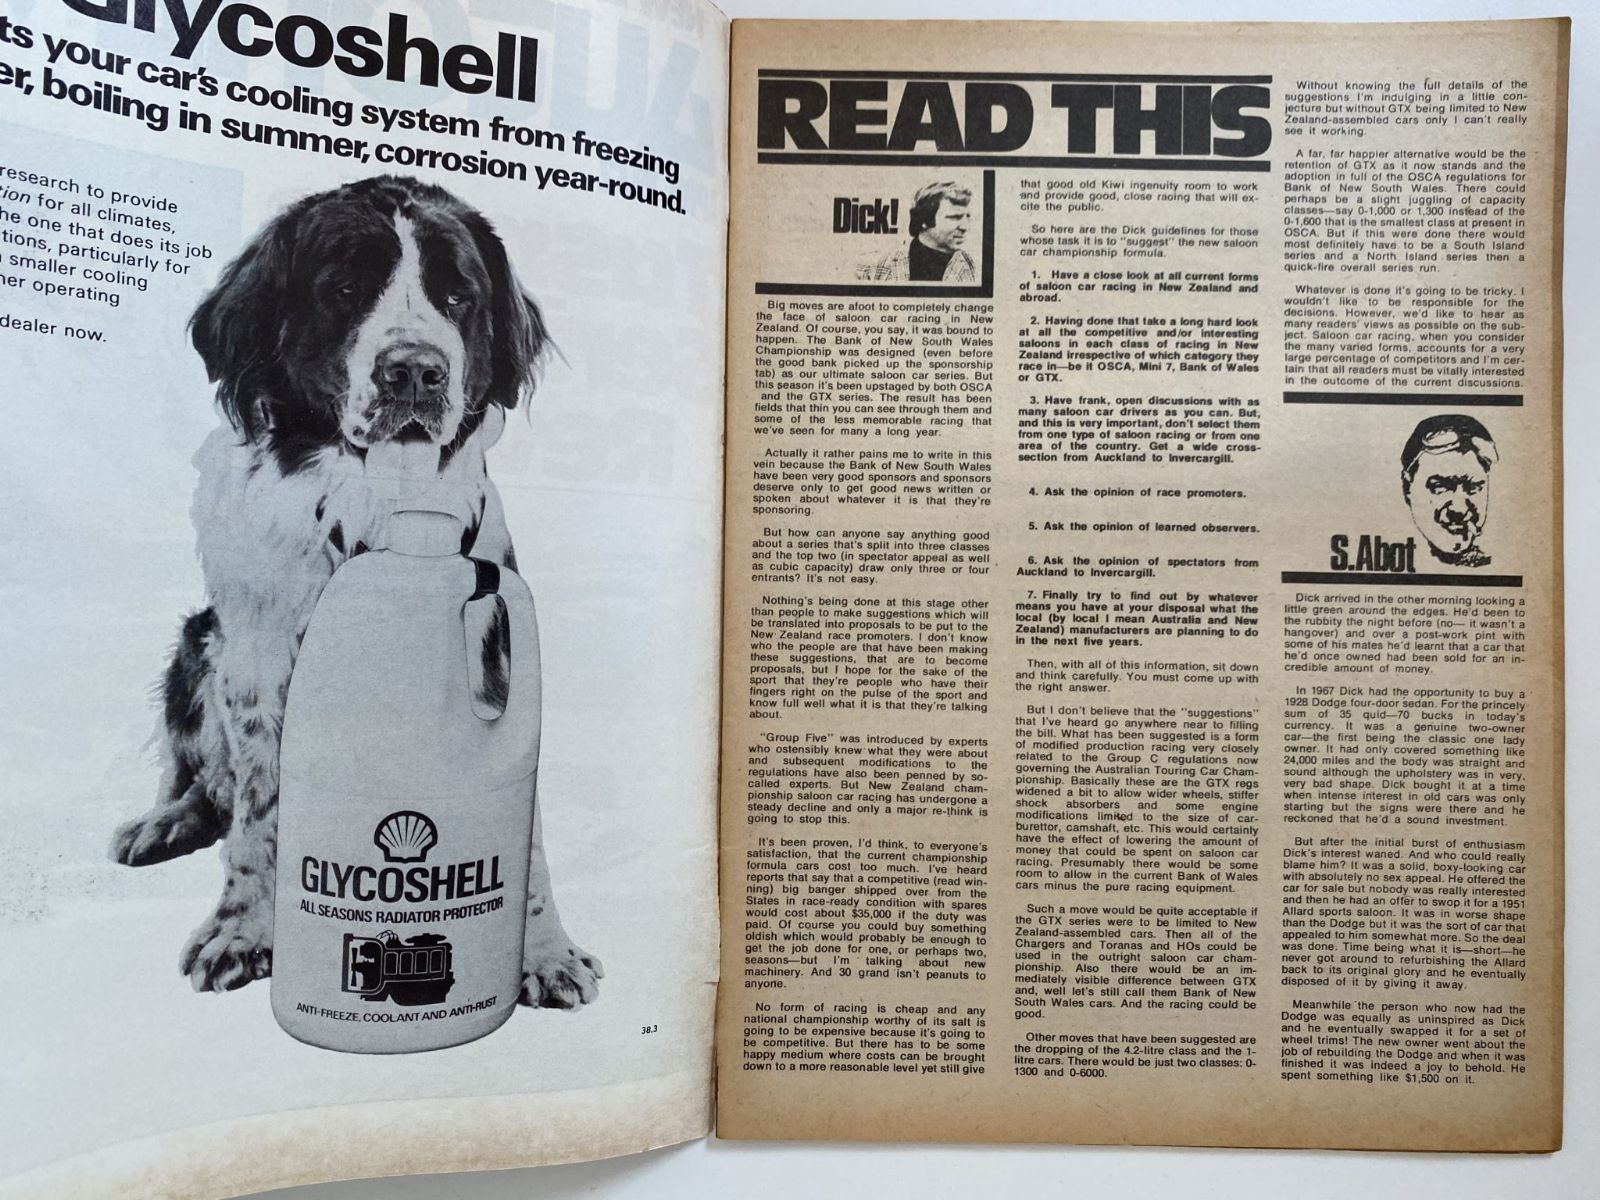 Glycoshell
ts your car's cooling system from freezing
er, boiling in summer, corrosion year-round.
research to provide
tion for all climates,
he one that does its job
tions, particularly for
smaller cooling
her operating
dealer now.
GLYCOSHELL
ALL SEASONS RADIATOR PROTECTOR
ANTI-FREEZE, COOLANT AND ANTI-RUST
38.3
READ THIS
Dick!
Big moves are afoot to completely change
the face of saloon car racing in New
Zealand. Of course, you say, it was bound to
happen. The Bank of New South Wales
Championship was designed (even before
the good bank picked up the sponsorship
tab) as our ultimate saloon car series. But
this season it's been upstaged by both OSCA
and the GTX series. The result has been
fields that thin you can see through them and
some of the less memorable racing that
we've seen for many a long year.
Actually it rather pains me to write in this
vein because the Bank of New South Wales
have been very good sponsors and sponsors
deserve only to get good news written or
spoken about whatever it is that they're
sponsoring.
But how can anyone say anything good
about a series that's split into three classes
and the top two (in spectator appeal as well
as cubic capacity) draw only three or four
entrants? It's not easy.
Nothing's being done at this stage other
than people to make suggestions which will
be translated into proposals to be put to the
New Zealand race promoters. I don't know
who the people are that have been making
these suggestions, that are to become
proposals, but I hope for the sake of the
sport that they're people who have their
fingers right on the pulse of the sport and
know full well what it is that they're talking
about.
"Group Five" was introduced by experts
who ostensibly knew what they were about
and subsequent modifications to the
regulations have also been penned by so-
called experts. But New Zealand cham-
pionship saloon car racing has undergone a
steady decline and only a major re-think is
going to stop this.
It's been proven, I'd think, to everyone's
satisfaction, that the current championship
formula cars cost too much. I've heard
reports that say that a competitive (read win-
ning) big banger shipped over from the
States in race-ready condition with spares
would cost about $35,000 if the duty was
paid. Of course you could buy something
oldish which would probably be enough to
get the job done for one, or perhaps two,
seasons—but I'm talking about new
machinery. And 30 grand isn't peanuts to
anyone.
No form of racing is cheap and any
national championship worthy of its salt is
going to be expensive because it's going to
be competitive. But there has to be some
happy medium where costs can be brought
down to a more reasonable level yet still give
that good old Kiwi ingenuity room to work
and provide good, close racing that will ex-
cite the public.
So here are the Dick guidelines for those
whose task it is to "suggest" the new saloon
car championship formula.
1. Have a close look at all current forms
of saloon car racing in New Zealand and
abroad.
2. Having done that take a long hard look
at all the competitive and/or interesting
saloons in each class of racing in New
Zealand irrespective of which category they
race in—be it OSCA, Mini 7, Bank of Wales
or GTX.
3. Have frank, open discussions with as
many saloon car drivers as you can. But,
and this is very important, don't select them
from one type of saloon racing or from one
area of the country. Get a wide cross-
section from Auckland to Invercargill.
4. Ask the opinion of race promoters.
5. Ask the opinion of learned observers.
6. Ask the opinion of spectators from
Auckland to Invercargill.
7. Finally try to find out by whatever
means you have at your disposal what the
local (by local I mean Australia and New
Zealand) manufacturers are planning to do
in the next five years.
Then, with all of this information, sit down
and think carefully. You must come up with
the right answer.
But I don't believe that the "suggestions"
that I've heard go anywhere near to filling
the bill. What has been suggested is a form
of modified production racing very closely
related to the Group C regulations now
governing the Australian Touring Car Cham-
pionship. Basically these are the GTX regs
widened a bit to allow wider wheels, stiffer
shock absorbers and some engine
modifications limited to the size of car-
burettor, camshaft, etc. This would certainly
have the effect of lowering the amount of
money that could be spent on saloon car
racing. Presumably there would be some
room to allow in the current Bank of Wales
cars minus the pure racing equipment.
Such a move would be quite acceptable if
the GTX series were to be limited to New
Zealand-assembled cars. Then all of the
Chargers and Toranas and HOs could be
used in the outright saloon car cham-
pionship. Also there would be an im-
mediately visible difference between GTX
and, well let's still call them Bank of New
South Wales cars. And the racing could be
good.
Other moves that have been suggested are
the dropping of the 4.2-litre class and the 1-
litre cars. There would be just two classes: 0-
1300 and 0-6000.
Without knowing the full details of the
suggestions I'm indulging in a little con-
jecture but without GTX being limited to New
Zealand-assembled cars only I can't really
see it working.
A far, far happier alternative would be the
retention of GTX as it now stands and the
adoption in full of the OSCA regulations for
Bank of New South Wales. There could
perhaps be a slight juggling of capacity
classes—say 0-1,000 or 1,300 instead of the
0-1,600 that is the smallest class at present in
OSCA. But if this were done there would
most definitely have to be a South Island
series and a North Island series then a
quick-fire overall series run.
Whatever is done it's going to be tricky. I
wouldn't like to be responsible for the
decisions. However, we'd like to hear as
many readers' views as possible on the sub-
ject. Saloon car racing, when you consider
the many varied forms, accounts for a very
large percentage of competitors and I'm cer-
tain that all readers must be vitally interested
in the outcome of the current discussions.
S.Abot
Dick arrived in the other morning looking a
little green around the edges. He'd been to
the rubbity the night before (no— it wasn't a
hangover) and over a post-work pint with
some of his mates he'd learnt that a car that
he'd once owned had been sold for an in-
credible amount of money.
In 1967 Dick had the opportunity to buy a
1928 Dodge four-door sedan. For the princely
sum of 35 quid—70 bucks in today's
currency. It was a genuine two-owner
car—the first being the classic one lady
owner. It had only covered something like
24,000 miles and the body was straight and
sound although the upholstery was in very,
very bad shape. Dick bought it at a time
when intense interest in old cars was only
starting but the signs were there and he
reckoned that he'd a sound investment.
But after the initial burst of enthusiasm
Dick's interest waned. And who could really
blame him? It was a solid, boxy-looking car
with absolutely no sex appeal. He offered the
car for sale but nobody was really interested
and then he had an offer to swop it for a 1951
Allard sports saloon. It was in worse shape
than the Dodge but it was the sort of car that
appealed to him somewhat more. So the deal
was done. Time being what it is—short—he
never got around to refurbishing the Allard
back to its original glory and he eventually
disposed of it by giving it away.
Meanwhile the person who now had the
Dodge was equally as uninspired as Dick
and he eventually swapped it for a set of
wheel trims! The new owner went about the
job of rebuilding the Dodge and when it was
finished it was indeed a joy to behold. He
spent something like $1,500 on it.